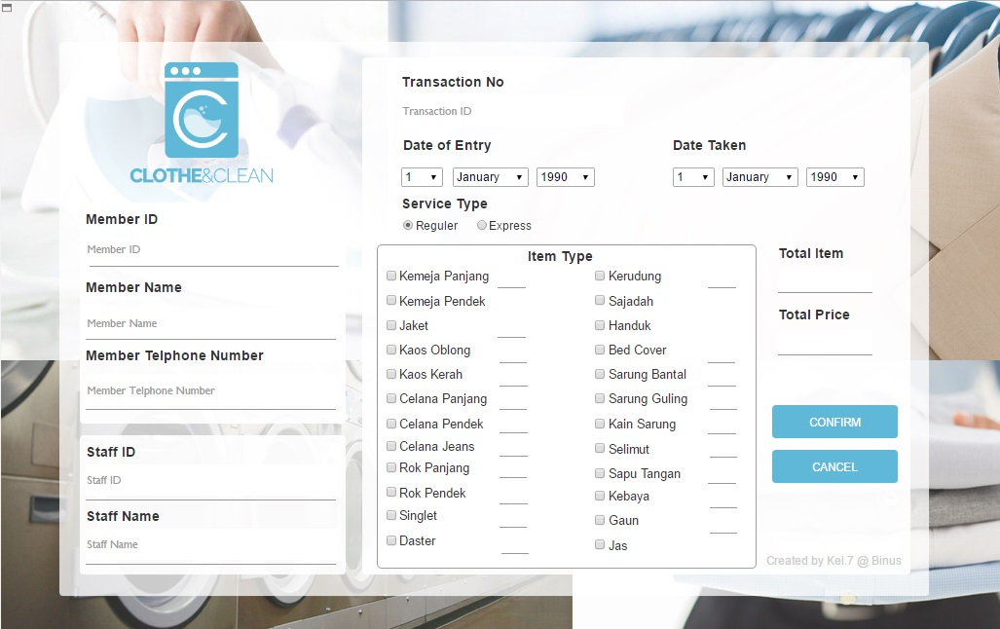 CLOTHE&CLEAN
Member ID
Member ID
Member Name
Member Name
Member Telphone Number
Member Telphone Number
Staff ID
Staff ID
Staff Name
Staff Name
Transaction No
Transaction ID
Date of Entry
1 January 1990
Date Taken
1 January 1990
Service Type
Reguler Express
Item Type
Kemeja Panjang
Kemeja Pendek
Jaket
Kaos Oblong
Kaos Kerah
Celana Panjang
Celana Pendek
Celana Jeans
Rok Panjang
Rok Pendek
Singlet
Daster
Kerudung
Sajadah
Handuk
Bed Cover
Sarung Bantal
Sarung Guling
Kain Sarung
Selimut
Sapu Tangan
Kebaya
Gaun
Jas
Total Item
Total Price
CONFIRM
CANCEL
Created by Kel.7 @ Binus